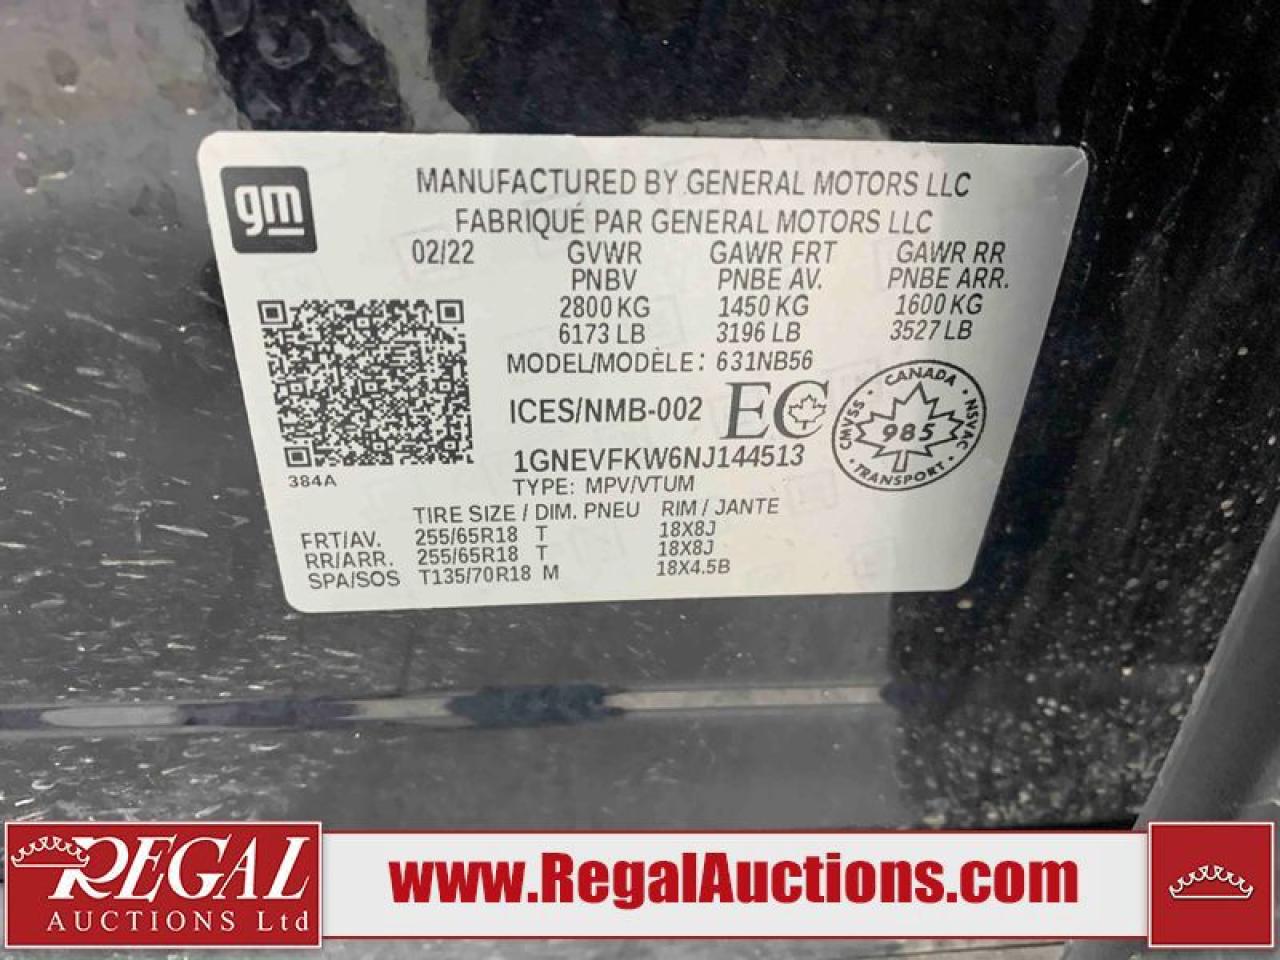 gm
MANUFACTURED BY GENERAL MOTORS LLC
FABRIQUÉ PAR GENERAL MOTORS LLC
02/22 GVWR GAWR FRT GAWR RR
PNBV PNBE AV. PNBE ARR.
2800 KG 1450 KG 1600 KG
6173 LB 3196 LB 3527 LB
MODEL/MODÈLE: 631NB56
ICES/NMB-002 EC
CANADA
CMVSS 985 NSVAC
TRANSPORT
1GNEVFKW6NJ144513
384A
TYPE: MPV/VTUM
TIRE SIZE / DIM. PNEU RIM / JANTE
FRT/AV. 255/65R18 T 18X8J
RR/ARR. 255/65R18 T 18X8J
SPA/SOS T135/70R18 M 18X4.5B
REGAL
AUCTIONS Ltd
www.RegalAuctions.com